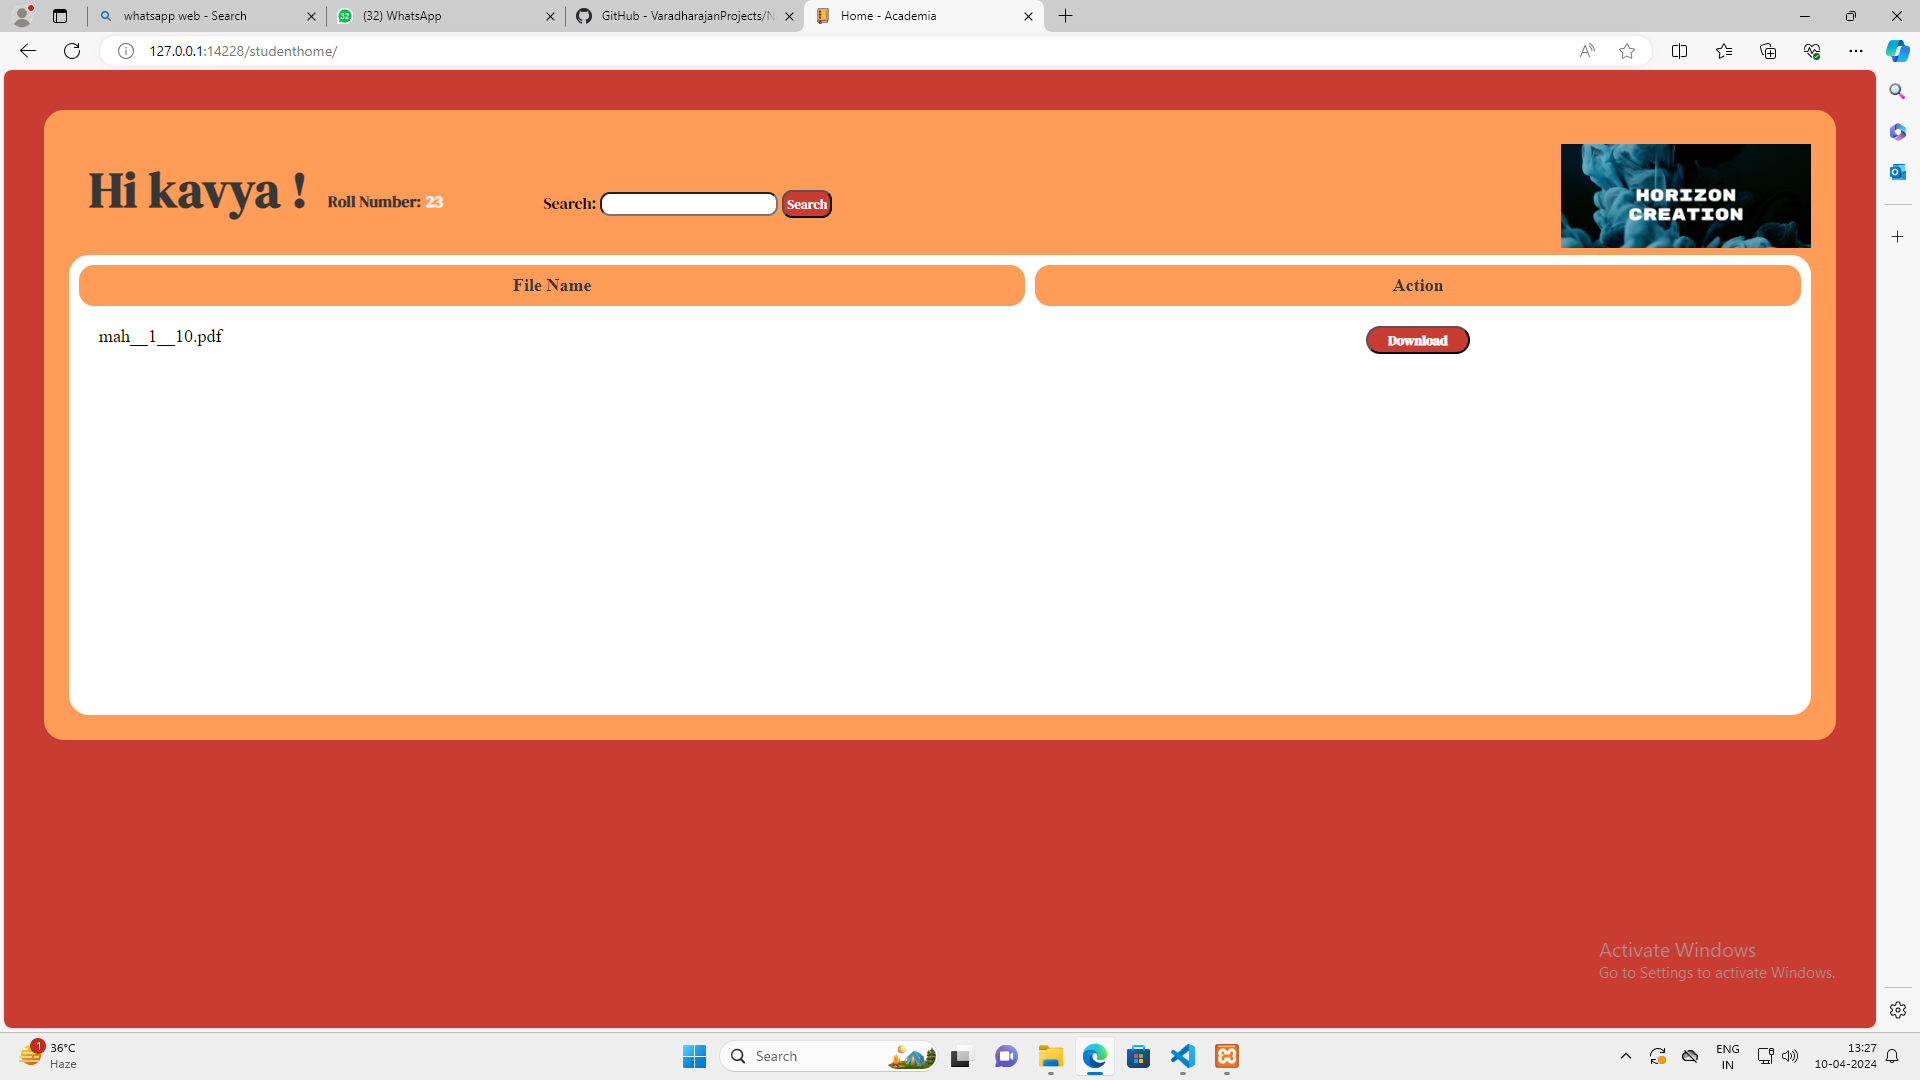 whatsapp web - Search
(32) WhatsApp
GitHub - VaradharajanProjects/N
Home - Academia
127.0.0.1:14228/studenthome/
HORIZON
CREATION
Hi kavya !
Roll Number: 23
Search:
Search
File Name
Action
mah__1__10.pdf
Download
Activate Windows
Go to Settings to activate Windows.
1
36°C
Haze
Search
ENG
IN
13:27
10-04-2024